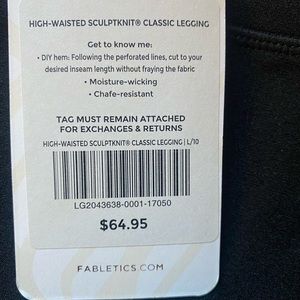 HIGH-WAISTED SCULPTKNIT® CLASSIC LEGGING
Get to know me:
• DIY hem: Following the perforated lines, cut to your
desired inseam length without fraying the fabric
• Moisture-wicking
• Chafe-resistant
TAG MUST REMAIN ATTACHED
FOR EXCHANGES & RETURNS
HIGH-WAISTED SCULPTKNIT® CLASSIC LEGGING | L/10
LG2043638-0001-17050
$64.95
FABLETICS.COM